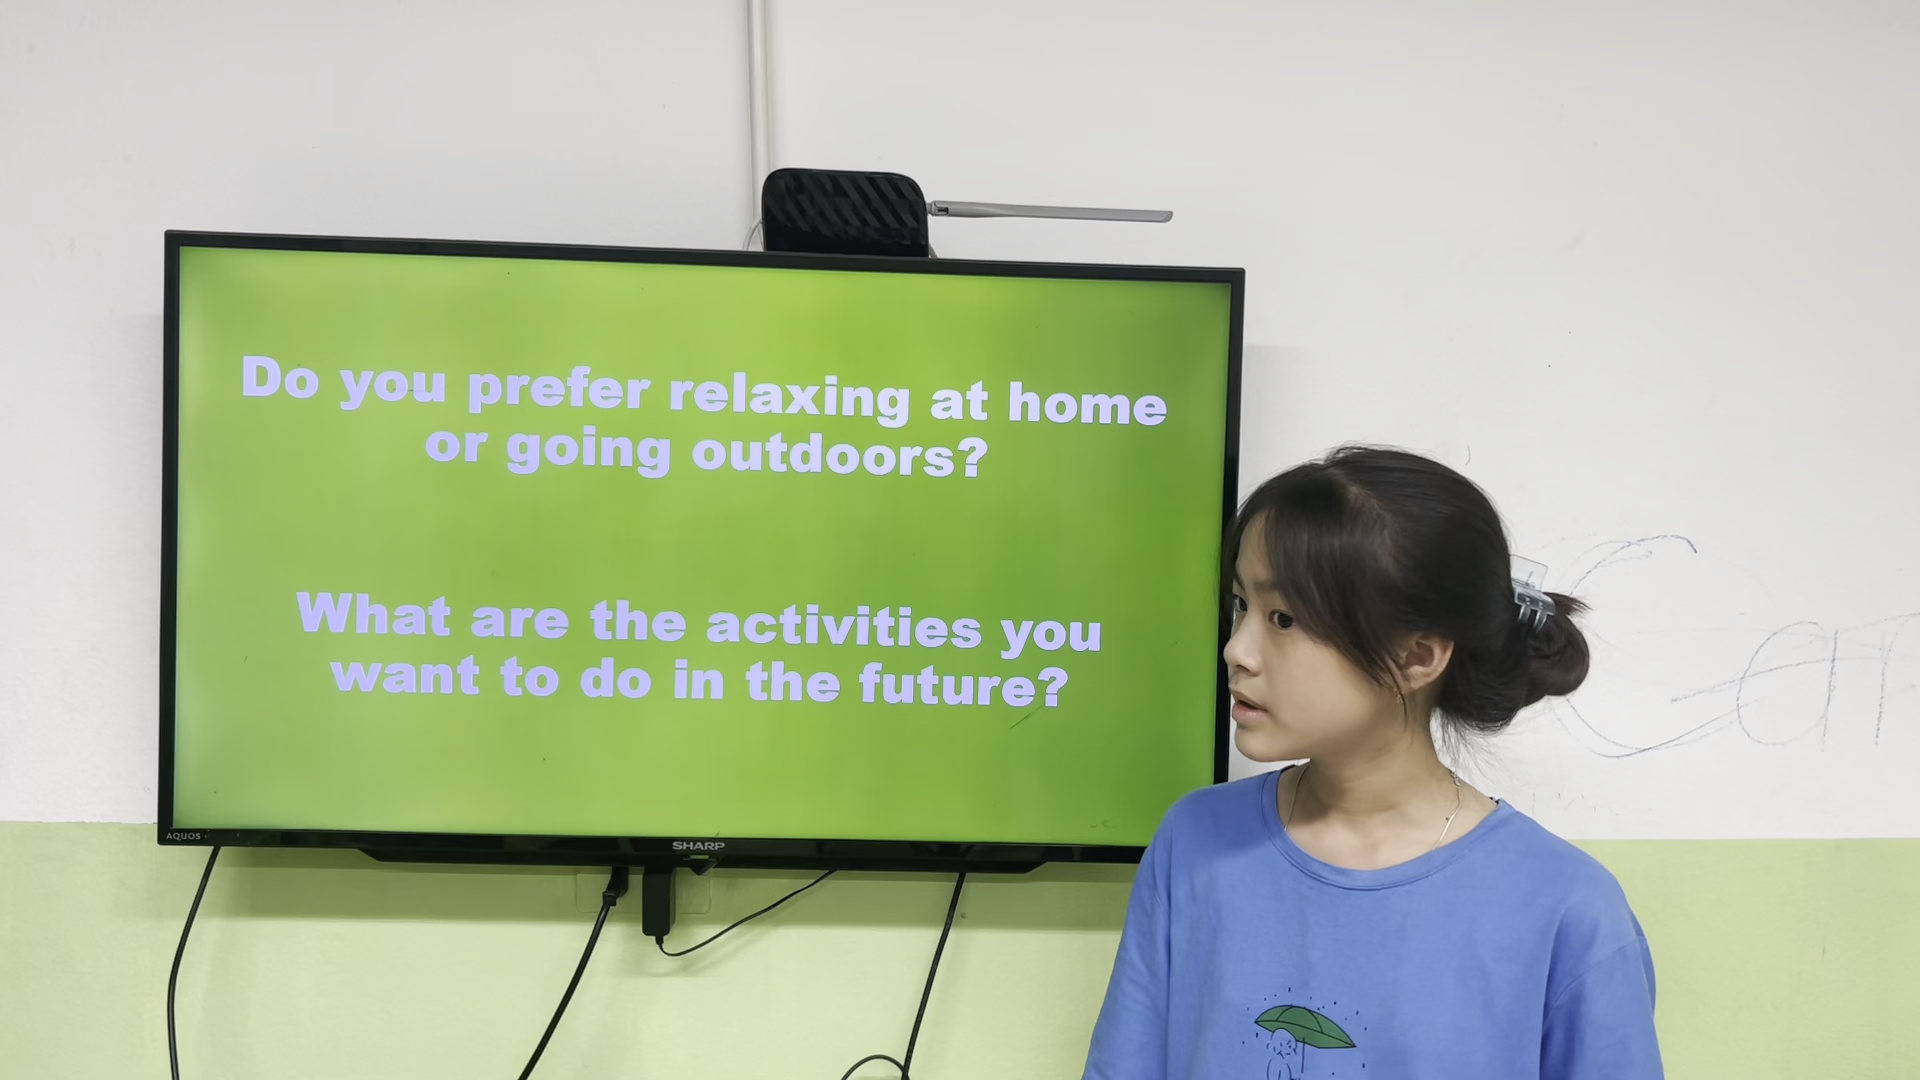 Do you prefer relaxing at home
or going outdoors?
What are the activities you
want to do in the future?
AQUOS
SHARP